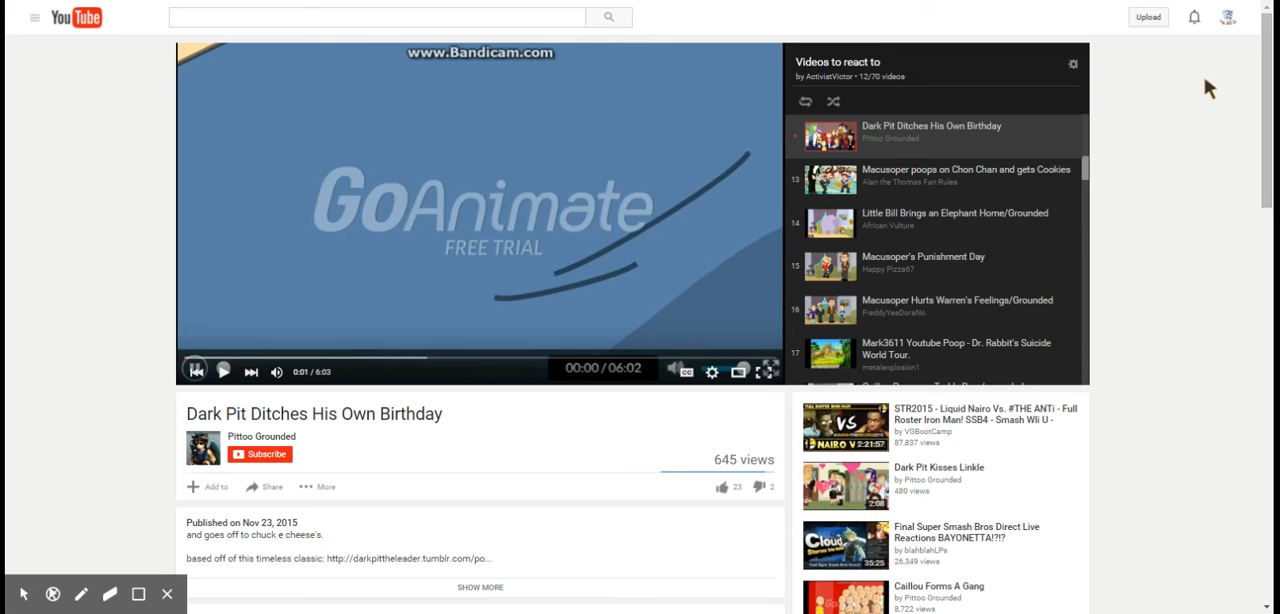 YouTube
Upload
www.Bandicam.com
GoAnimate
FREE TRIAL
0:01 / 6:03
00:00 / 06:02
CC
Videos to react to
by ActivistVictor • 12/70 videos
Dark Pit Ditches His Own Birthday
Pittoo Grounded
13
Macusoper poops on Chon Chan and gets Cookies
Alan the Thomas Fan Rules
14
Little Bill Brings an Elephant Home/Grounded
African Vulture
15
Macusoper's Punishment Day
Happy Pizza67
16
Macusoper Hurts Warren's Feelings/Grounded
FreddyYesDoraNo
17
Mark3611 Youtube Poop - Dr. Rabbit's Suicide
World Tour.
metalexplosion1
Dark Pit Ditches His Own Birthday
Pittoo Grounded
Subscribe
645 views
Add to
Share
More
23
2
Published on Nov 23, 2015
and goes off to chuck e cheese's.
based off of this timeless classic: http://darkpittheleader.tumblr.com/po...
SHOW MORE
STR2015 - Liquid Nairo Vs. #THE ANTi - Full
Roster Iron Man! SSB4 - Smash Wii U -
by VGBootCamp
87,837 views
VS
NAIRO V
2:21:57
Dark Pit Kisses Linkle
by Pittoo Grounded
480 views
2:08
Final Super Smash Bros Direct Live
Reactions BAYONETTA!?!?
by blahblahLPs
26,349 views
Cloud
35:25
Caillou Forms A Gang
by Pittoo Grounded
8,722 views